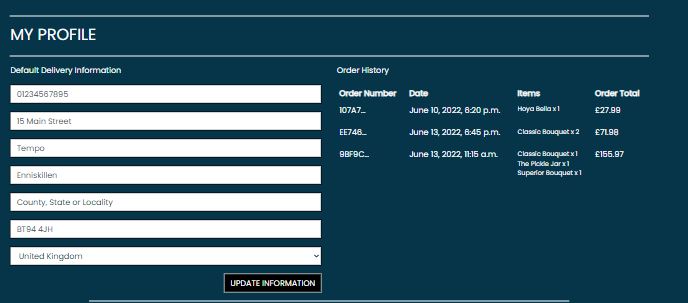 MY PROFILE
Default Delivery Information
01234567895
15 Main Street
Tempo
Enniskillen
County, State or Locality
BT94 4JH
United Kingdom
UPDATE INFORMATION
Order History
Order Number Date Items Order Total
107A7... June 10, 2022, 6:20 p.m. Hoya Bella x 1 £27.99
EE746... June 13, 2022, 6:45 p.m. Classic Bouquet x 2 £71.98
9BF9C... June 13, 2022, 11:15 a.m. Classic Bouquet x 1 £155.97
The Pickle Jar x 1
Superior Bouquet x 1